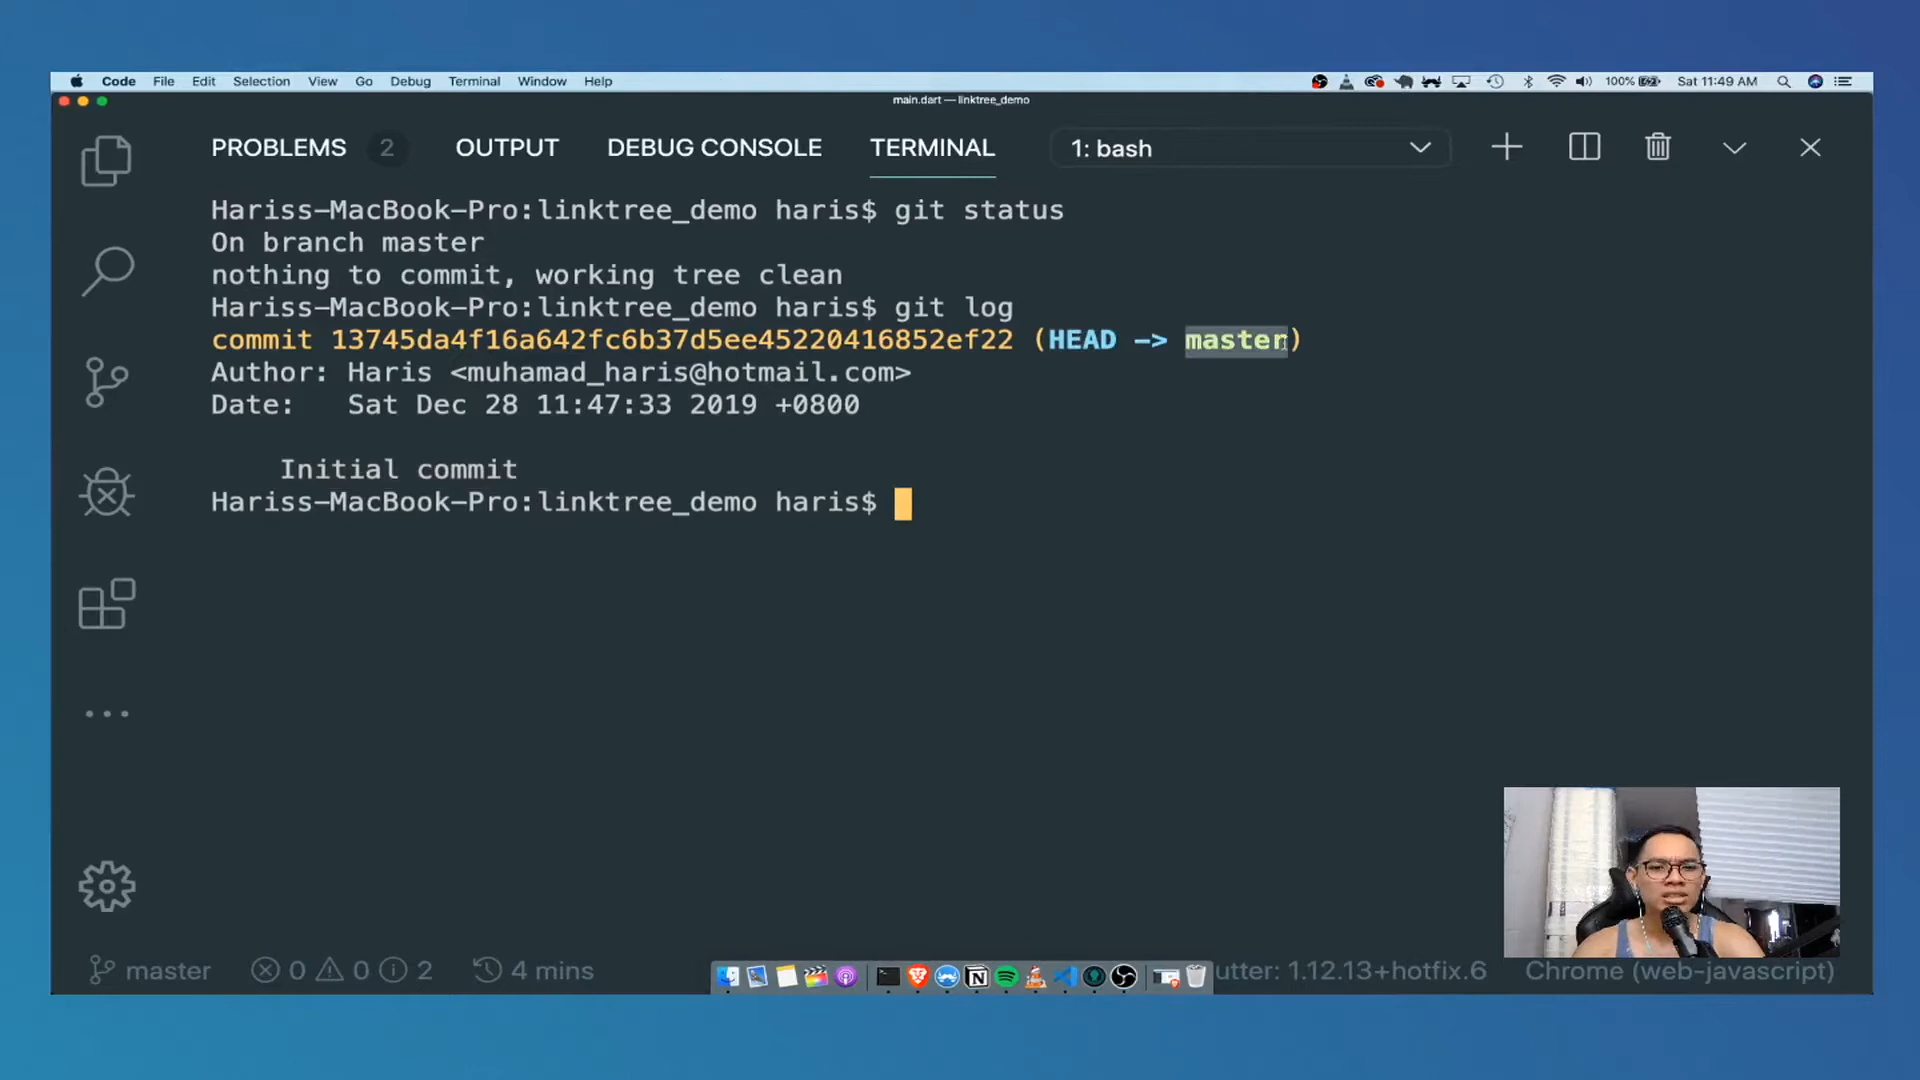 Code File Edit Selection View Go Debug Terminal Window Help 100% Sat 11:49 AM
main.dart — linktree_demo
PROBLEMS 2 OUTPUT DEBUG CONSOLE TERMINAL 1: bash
Hariss-MacBook-Pro:linktree_demo haris$ git status
On branch master
nothing to commit, working tree clean
Hariss-MacBook-Pro:linktree_demo haris$ git log
commit 13745da4f16a642fc6b37d5ee45220416852ef22 (HEAD -> master)
Author: Haris <muhamad_haris@hotmail.com>
Date:   Sat Dec 28 11:47:33 2019 +0800
Initial commit
Hariss-MacBook-Pro:linktree_demo haris$
master 0 0 2 4 mins utter: 1.12.13+hotfix.6 Chrome (web-javascript)